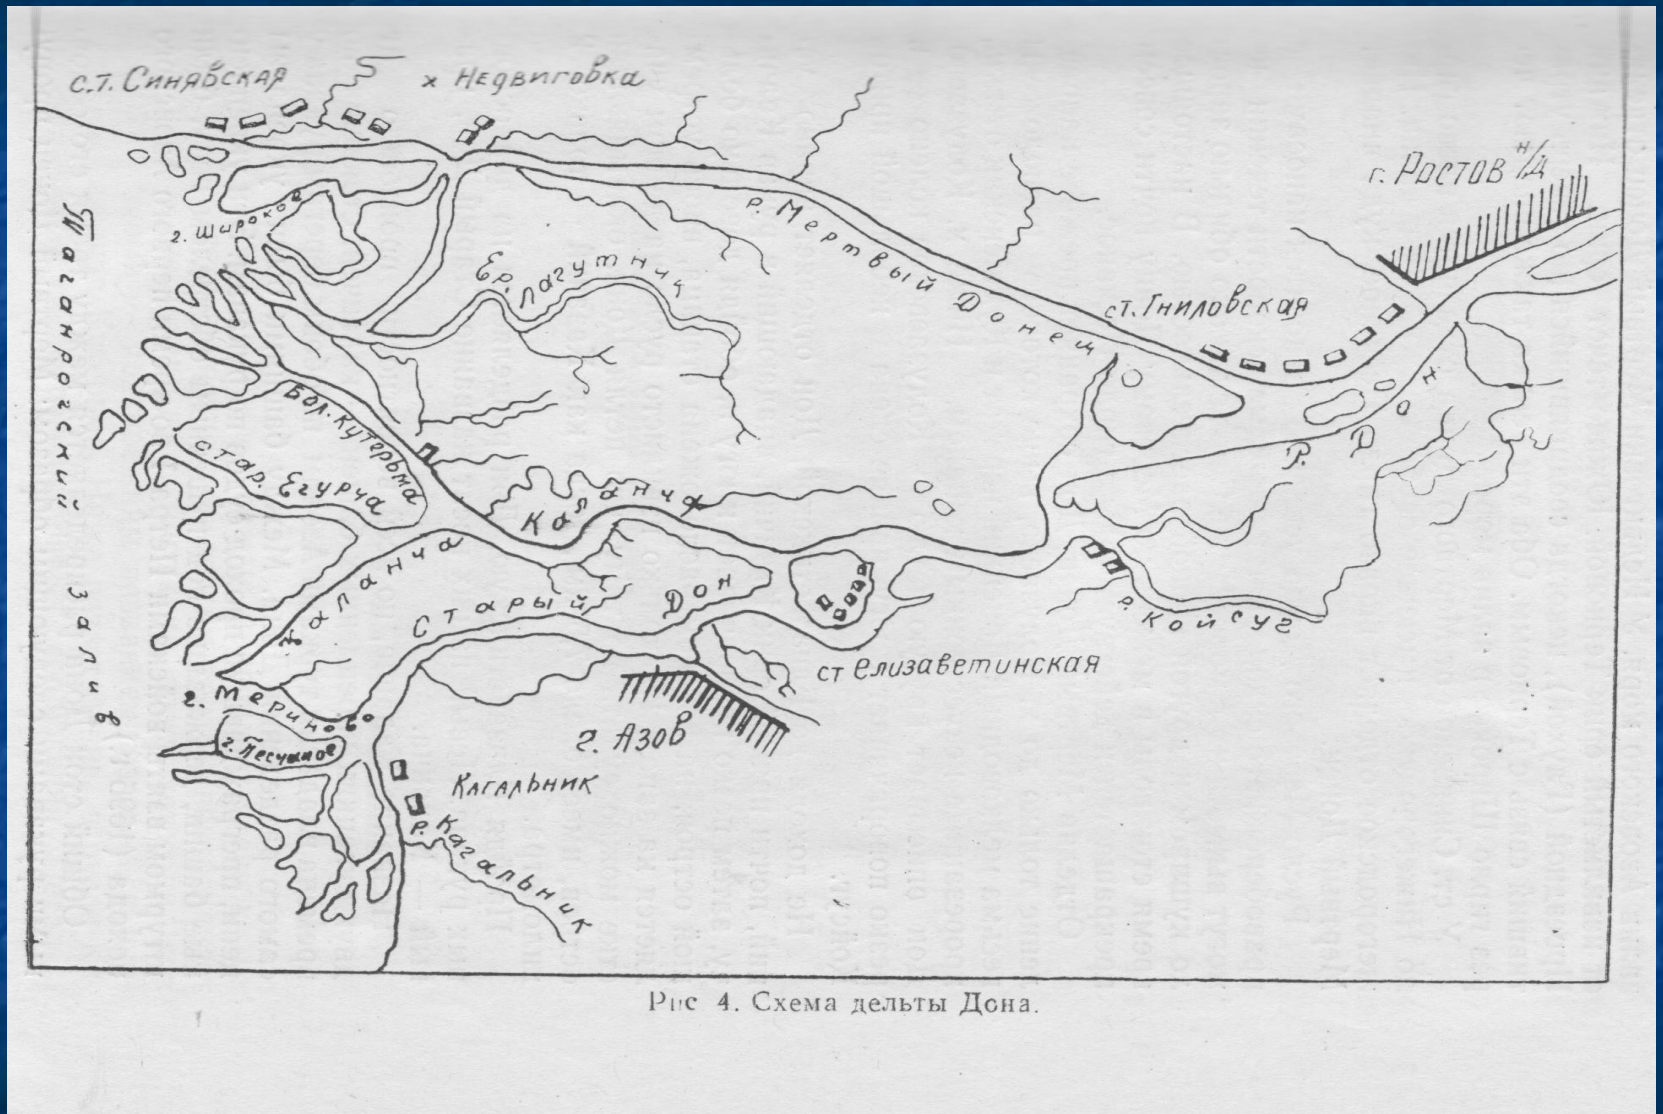 ст. Синявская
х Недвиговка
г. Ростов н/Д
г. Широкое
р. Мертвый Донец
Ер. Лагутник
ст. Гниловская
Таганрогский залив
Бол. Кутерьма
стар. Егурча
Каланча
р. Дон
Каланча
Старый Дон
р. Койсуг
ст Елизаветинская
г. Мериново
г. Песчаное
г. Азов
Кагальник
р. Кагальник
Рис 4. Схема дельты Дона.